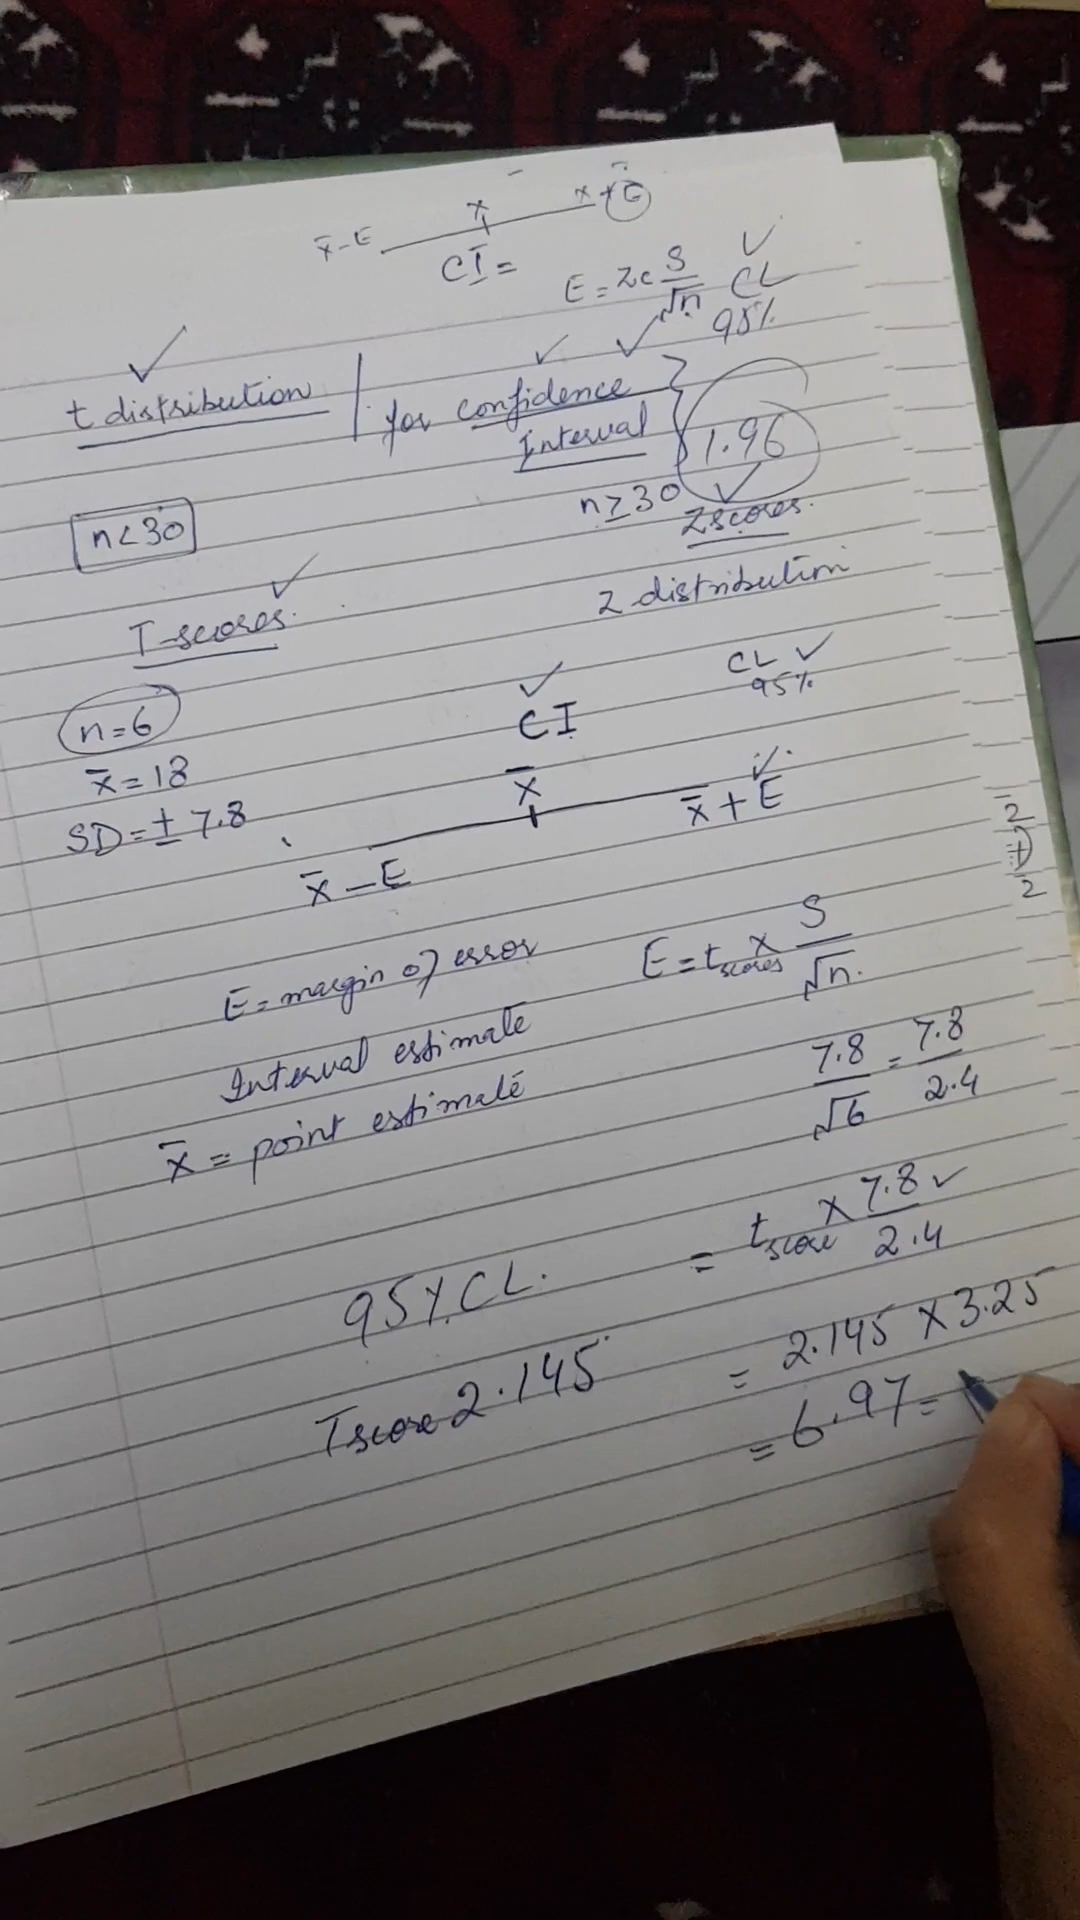 x̄ x̄ + E
x̄ - E
CI =
E = Zc S/√n CL
95%
t distribution for confidence
Interval
1.96
n < 30 n ≥ 30
Z scores.
T-scores. Z distribution
CL
95%
n = 6 CI
x̄ = 18 x̄
SD = ± 7.8 x̄ + E
x̄ - E
E = margin of error E = t scores × S/√n.
Interval estimate
x̄ = point estimate 7.8/√6 = 7.8/2.4
95% CL. = t score × 7.8/2.4
T score 2.145 = 2.145 × 3.25
= 6.97 =